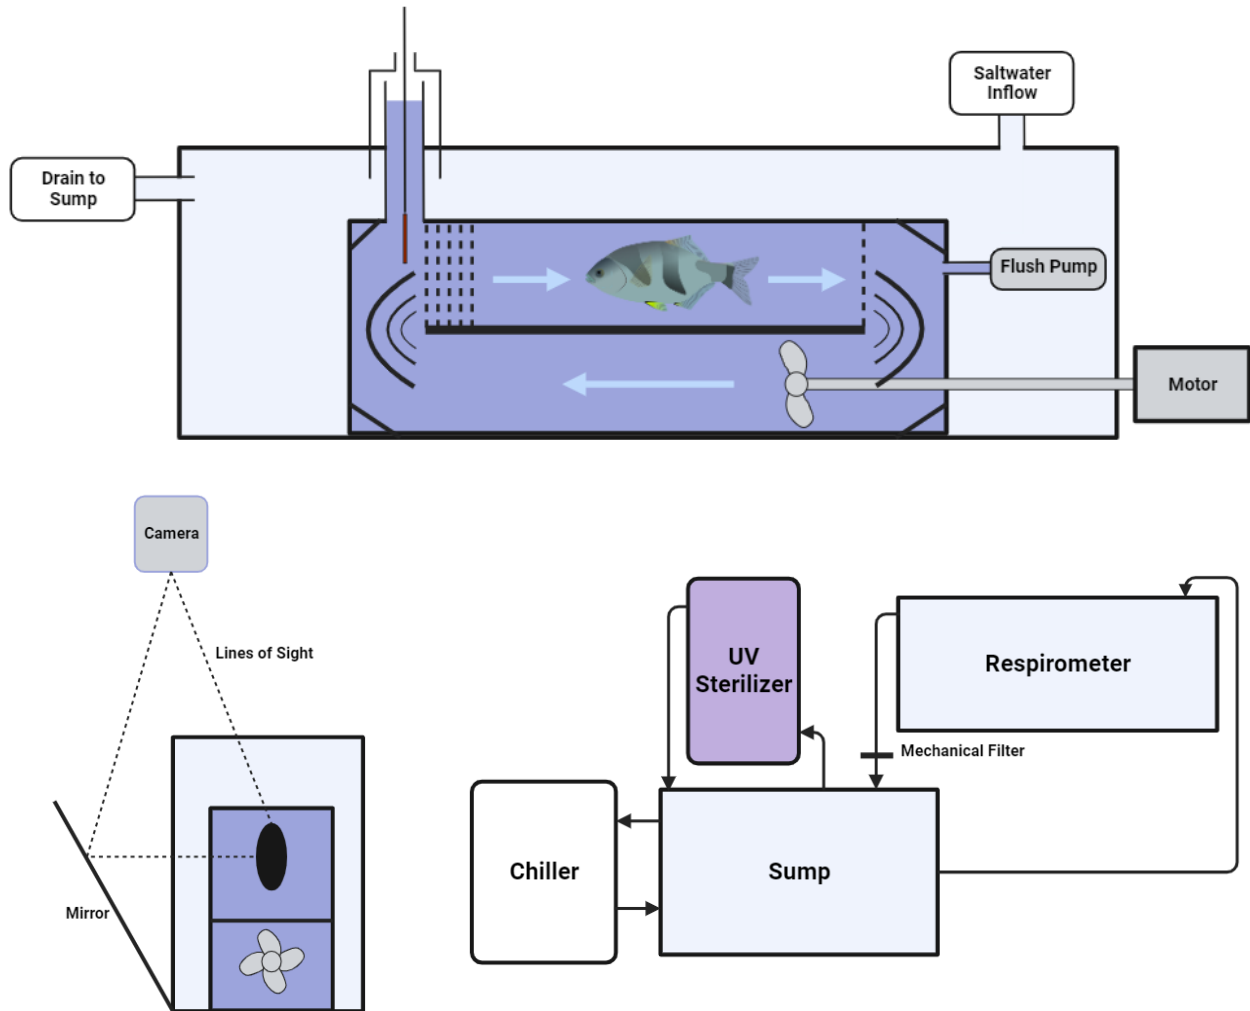 Saltwater
Inflow
Drain to
Sump
Flush Pump
Motor
Camera
Lines of Sight
Mirror
UV
Sterilizer
Respirometer
Mechanical Filter
Chiller
Sump